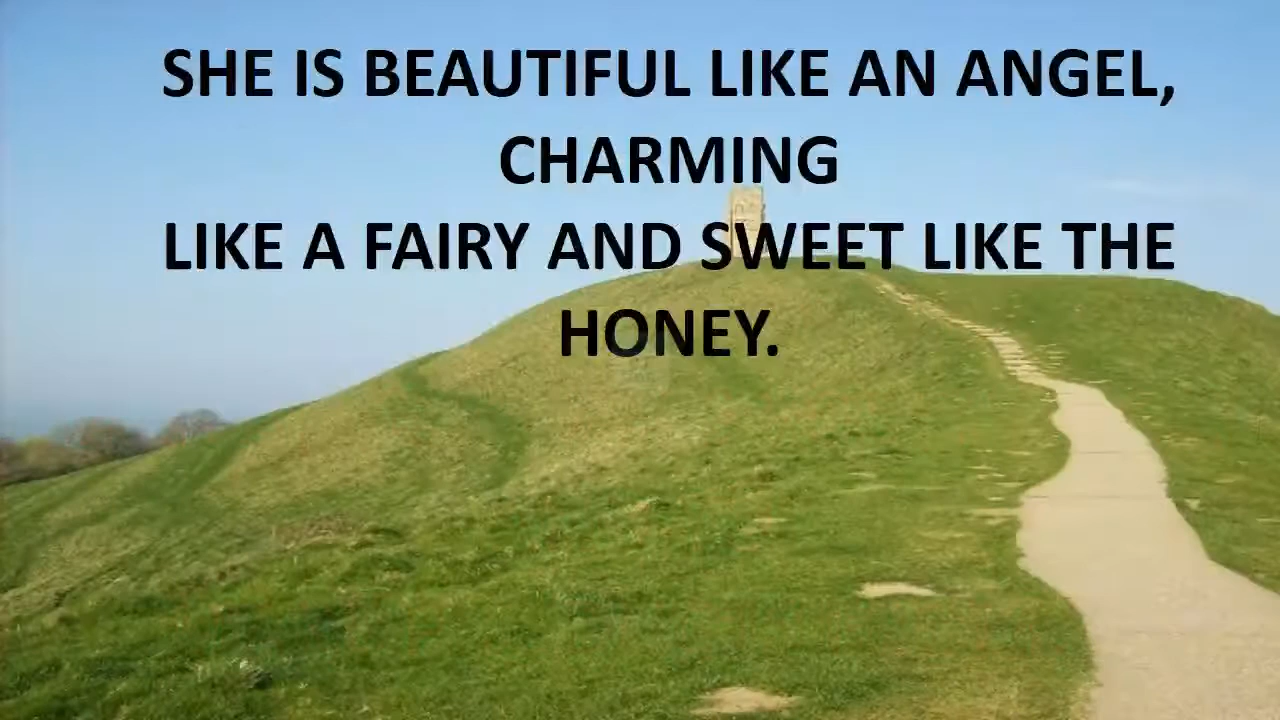 SHE IS BEAUTIFUL LIKE AN ANGEL,
CHARMING
LIKE A FAIRY AND SWEET LIKE THE
HONEY.